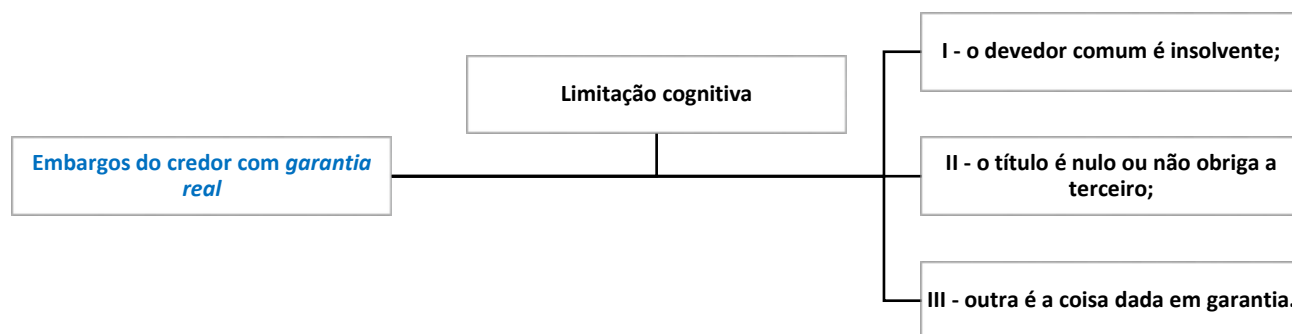 Embargos do credor com garantia
real
Limitação cognitiva
I - o devedor comum é insolvente;
II - o título é nulo ou não obriga a
terceiro;
III - outra é a coisa dada em garantia.